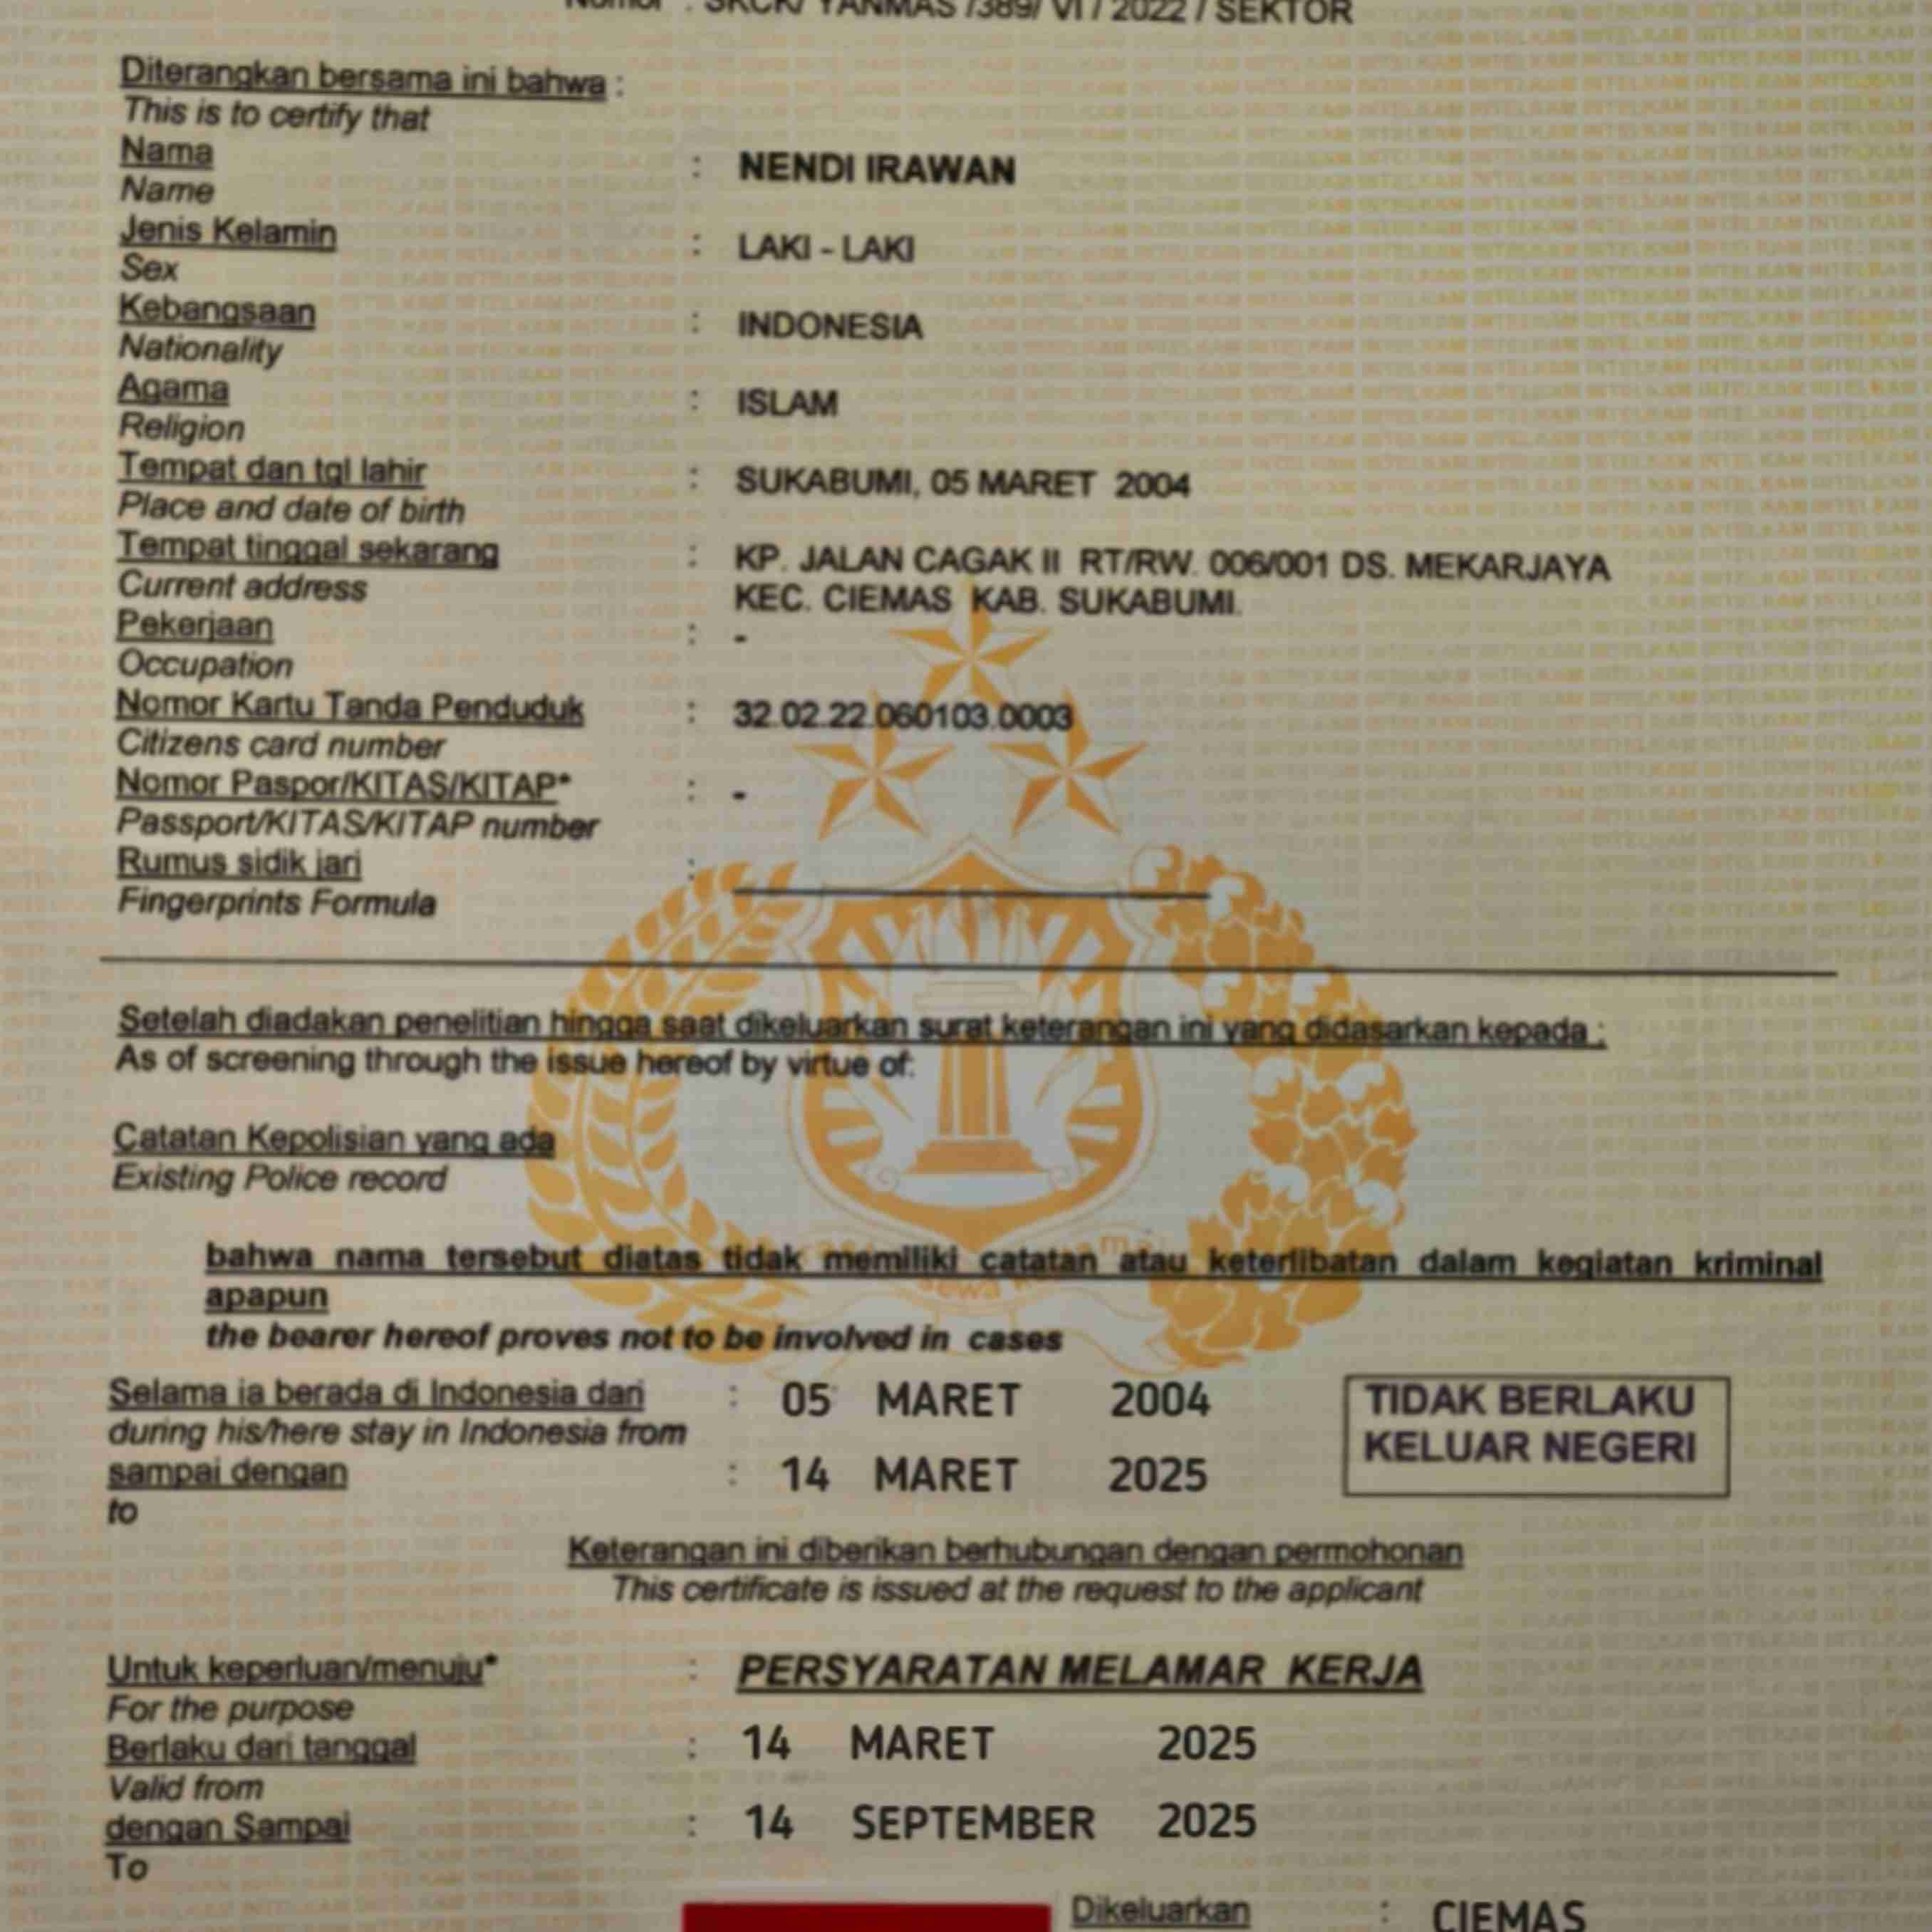 Nomor : SKCK/ YANMAS /389/ VI / 2022 / SEKTOR
Diterangkan bersama ini bahwa :
This is to certify that
Nama : NENDI IRAWAN
Name
Jenis Kelamin : LAKI - LAKI
Sex
Kebangsaan : INDONESIA
Nationality
Agama : ISLAM
Religion
Tempat dan tgl lahir : SUKABUMI, 05 MARET 2004
Place and date of birth
Tempat tinggal sekarang : KP. JALAN CAGAK II RT/RW. 006/001 DS. MEKARJAYA
Current address KEC. CIEMAS KAB. SUKABUMI.
Pekerjaan : -
Occupation
Nomor Kartu Tanda Penduduk : 32.02.22.060103.0003
Citizens card number
Nomor Paspor/KITAS/KITAP* : -
Passport/KITAS/KITAP number
Rumus sidik jari :
Fingerprints Formula
Setelah diadakan penelitian hingga saat dikeluarkan surat keterangan ini yang didasarkan kepada :
As of screening through the issue hereof by virtue of:
Catatan Kepolisian yang ada
Existing Police record
bahwa nama tersebut diatas tidak memiliki catatan atau keterlibatan dalam kegiatan kriminal
apapun
the bearer hereof proves not to be involved in cases
Selama ia berada di Indonesia dari : 05 MARET 2004
during his/here stay in Indonesia from
sampai dengan : 14 MARET 2025
to
TIDAK BERLAKU
KELUAR NEGERI
Keterangan ini diberikan berhubungan dengan permohonan
This certificate is issued at the request to the applicant
Untuk keperluan/menuju* : PERSYARATAN MELAMAR KERJA
For the purpose
Berlaku dari tanggal : 14 MARET 2025
Valid from
dengan Sampai : 14 SEPTEMBER 2025
To
Dikeluarkan : CIEMAS